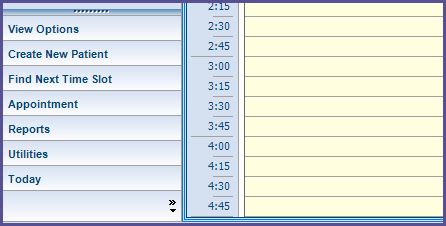 View Options
Create New Patient
Find Next Time Slot
Appointment
Reports
Utilities
Today
2:15
2:30
2:45
3:00
3:15
3:30
3:45
4:00
4:15
4:30
4:45